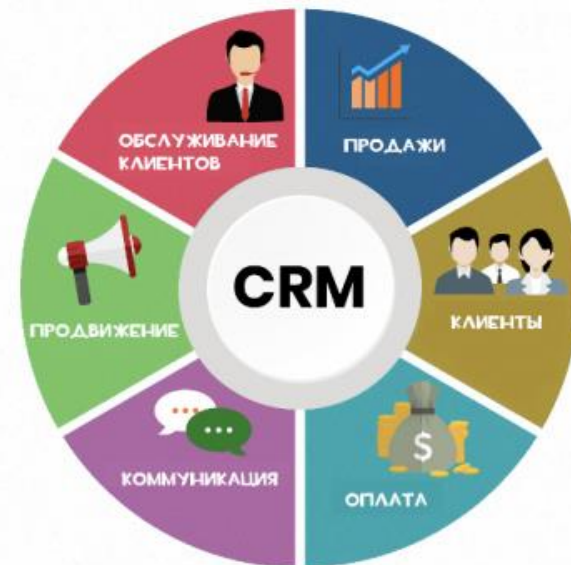 ОБСЛУЖИВАНИЕ
КЛИЕНТОВ
ПРОДАЖИ
ПРОДВИЖЕНИЕ
CRM
КЛИЕНТЫ
КОММУНИКАЦИЯ
$
ОПЛАТА